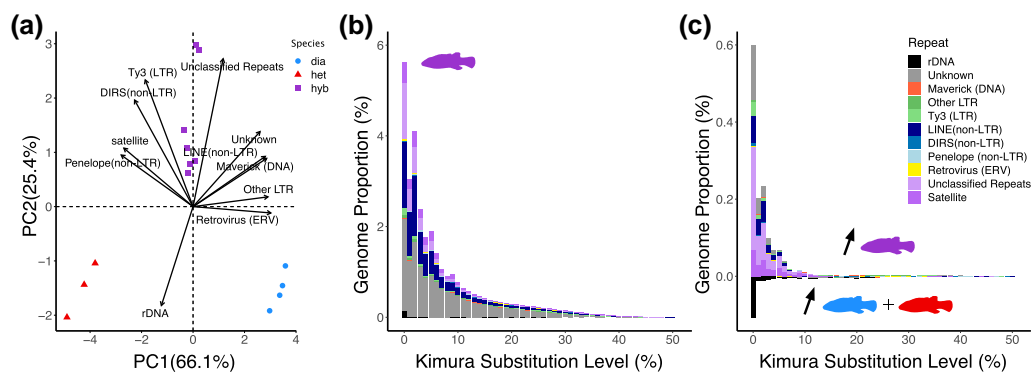 (a)
3
2
1
0
−1
−2
−4
−2
0
2
4
PC2(25.4%)
PC1(66.1%)
Unclassified Repeats
Ty3 (LTR)
DIRS(non-LTR)
satellite
Penelope(non-LTR)
Unknown
LINE(non-LTR)
Maverick (DNA)
Other LTR
Retrovirus (ERV)
rDNA
Species
dia
het
hyb
(b)
Genome Proportion (%)
6
4
2
0
0
10
20
30
40
50
Kimura Substitution Level (%)
(c)
Genome Proportion (%)
0.6
0.4
0.2
0.0
0
10
20
30
40
50
Kimura Substitution Level (%)
+
Repeat
rDNA
Unknown
Maverick (DNA)
Other LTR
Ty3 (LTR)
LINE(non-LTR)
DIRS(non-LTR)
Penelope (non-LTR)
Retrovirus (ERV)
Unclassified Repeats
Satellite